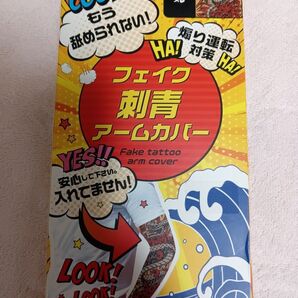 もう
舐められない!
HA!
煽り運転
対策
HA!
フェイク
刺青
アームカバー
Fake tattoo
arm cover
YES!!
安心して下さい。
入れてません!
LOOK!
LOOK!